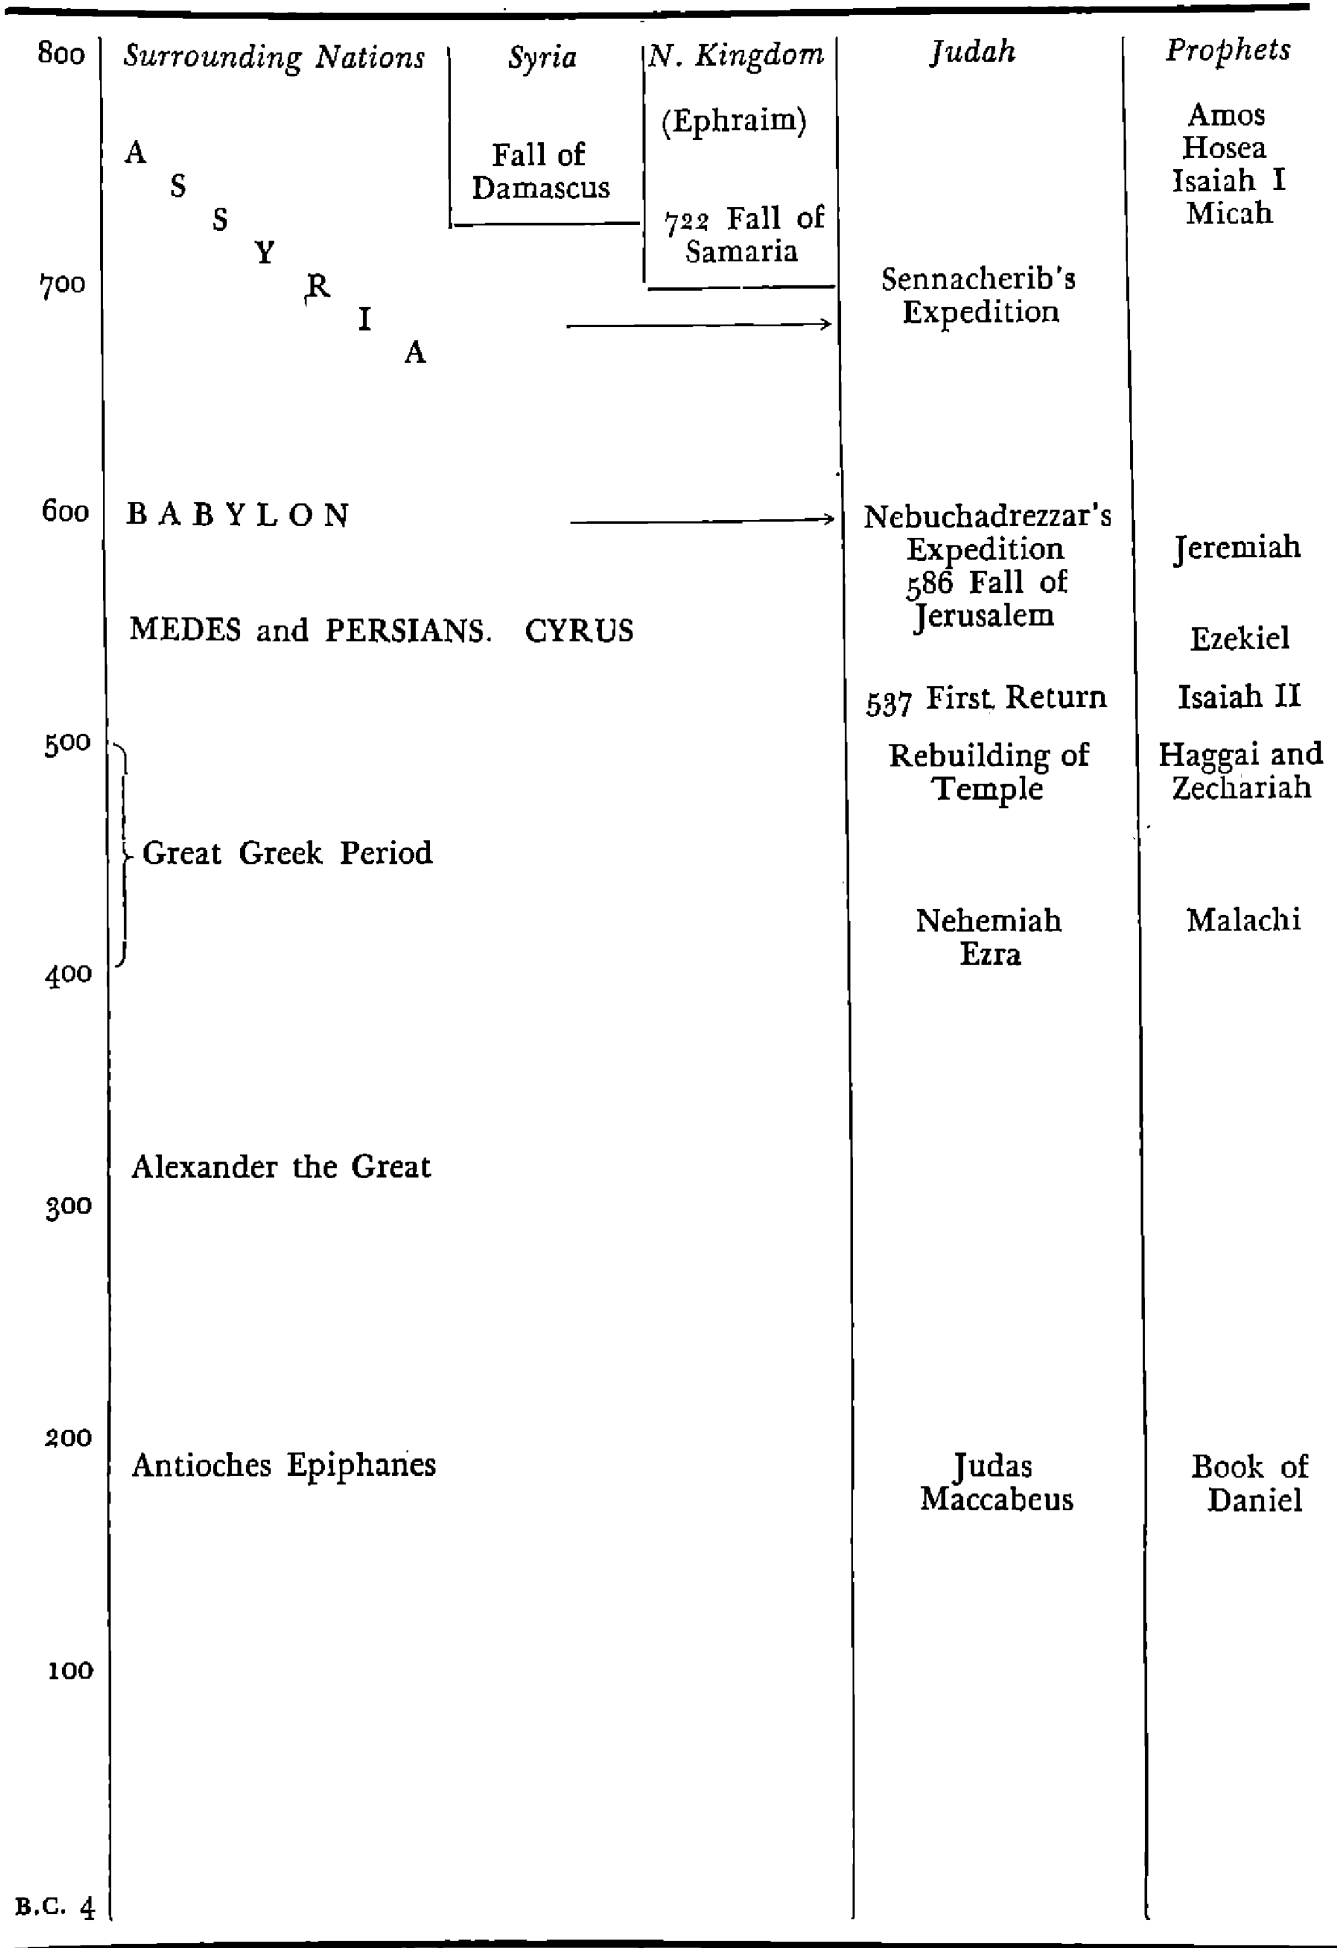 800 Surrounding Nations Syria N. Kingdom Judah Prophets
(Ephraim) Amos
A Fall of Hosea
S Damascus Isaiah I
S 722 Fall of Micah
Y Samaria
700 R Sennacherib's
I Expedition
A
600 BABYLON Nebuchadrezzar's
Expedition Jeremiah
586 Fall of
Jerusalem
MEDES and PERSIANS. CYRUS Ezekiel
537 First Return Isaiah II
500 Rebuilding of Haggai and
Temple Zechariah
Great Greek Period
Nehemiah Malachi
Ezra
400
Alexander the Great
300
200
Antioches Epiphanes Judas Book of
Maccabeus Daniel
100
B.C. 4